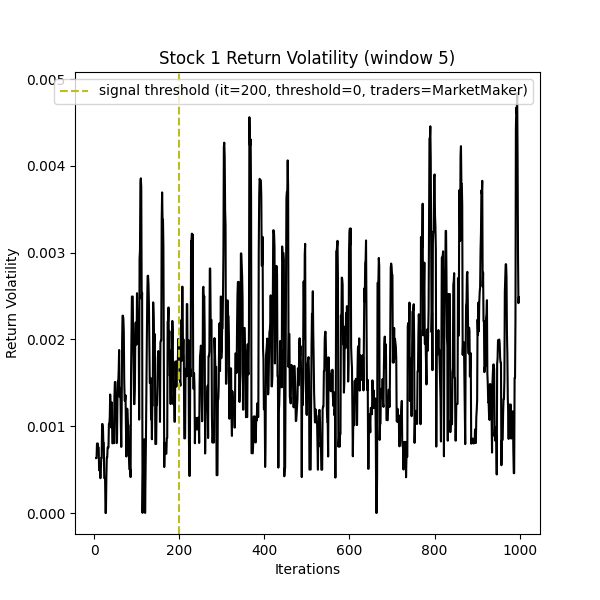 Stock 1 Return Volatility (window 5)
signal threshold (it=200, threshold=0, traders=MarketMaker)
0.005
0.004
0.003
0.002
0.001
0.000
Return Volatility
0 200 400 600 800 1000
Iterations